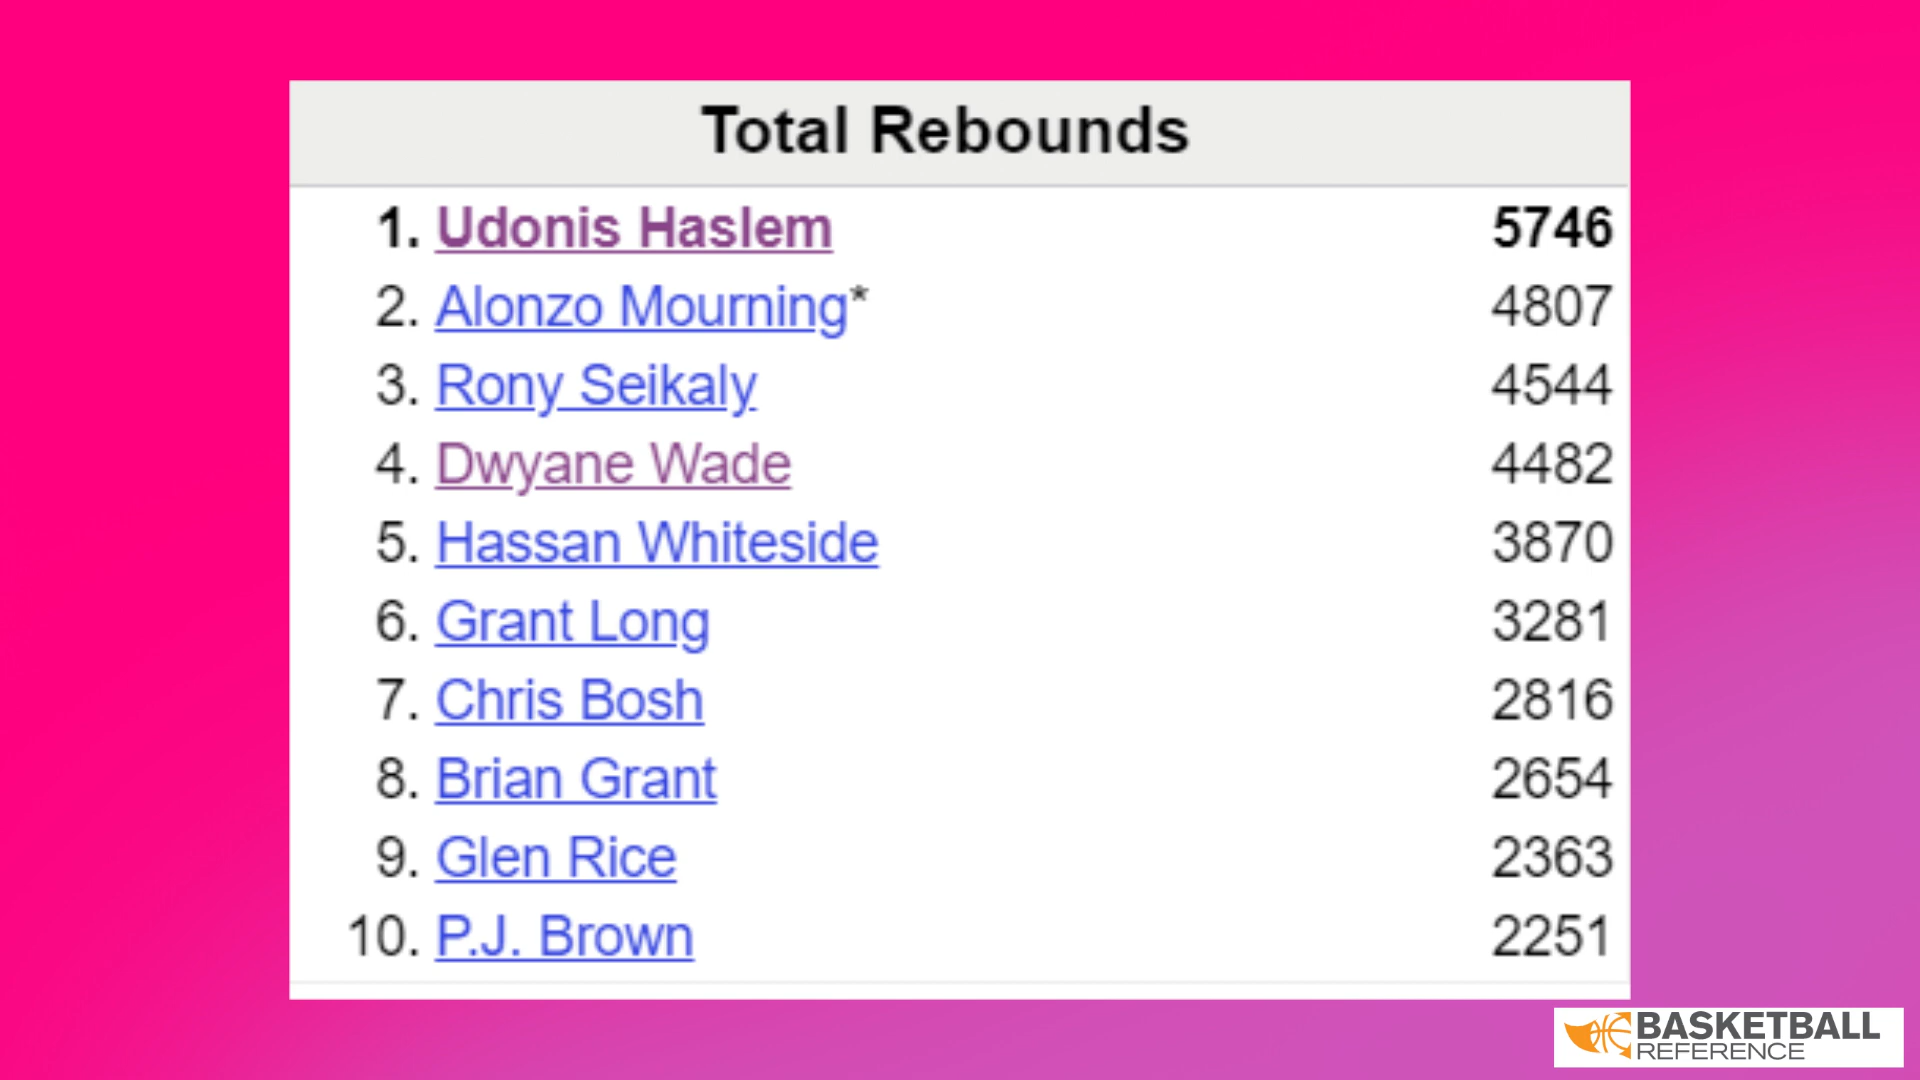 Total Rebounds
1. Udonis Haslem 5746
2. Alonzo Mourning* 4807
3. Rony Seikaly 4544
4. Dwyane Wade 4482
5. Hassan Whiteside 3870
6. Grant Long 3281
7. Chris Bosh 2816
8. Brian Grant 2654
9. Glen Rice 2363
10. P.J. Brown 2251
BASKETBALL
REFERENCE